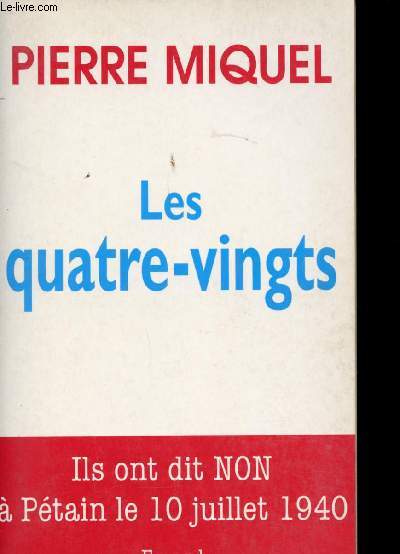 Le-livre.com
PIERRE MIQUEL
Les
quatre-vingts
Ils ont dit NON
à Pétain le 10 juillet 1940